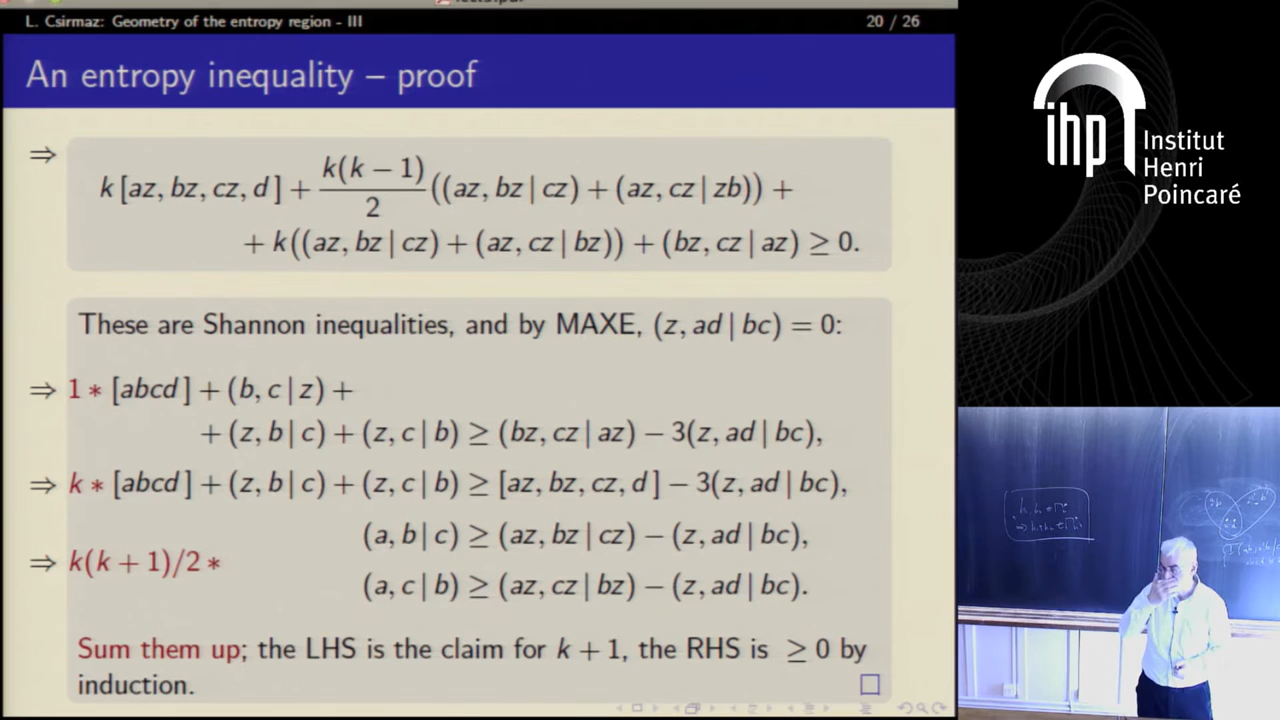 L. Csirmaz: Geometry of the entropy region - III 20 / 26
An entropy inequality – proof
⇒ k [az, bz, cz, d ] + k(k − 1)/2 ((az, bz | cz) + (az, cz | zb)) +
+ k((az, bz | cz) + (az, cz | bz)) + (bz, cz | az) ≥ 0.
These are Shannon inequalities, and by MAXE, (z, ad | bc) = 0:
⇒ 1 ∗ [abcd ] + (b, c | z) +
+ (z, b | c) + (z, c | b) ≥ (bz, cz | az) − 3(z, ad | bc),
⇒ k ∗ [abcd ] + (z, b | c) + (z, c | b) ≥ [az, bz, cz, d ] − 3(z, ad | bc),
(a, b | c) ≥ (az, bz | cz) − (z, ad | bc),
⇒ k(k + 1)/2 ∗
(a, c | b) ≥ (az, cz | bz) − (z, ad | bc).
Sum them up; the LHS is the claim for k + 1, the RHS is ≥ 0 by
induction.
ihp
Institut
Henri
Poincaré